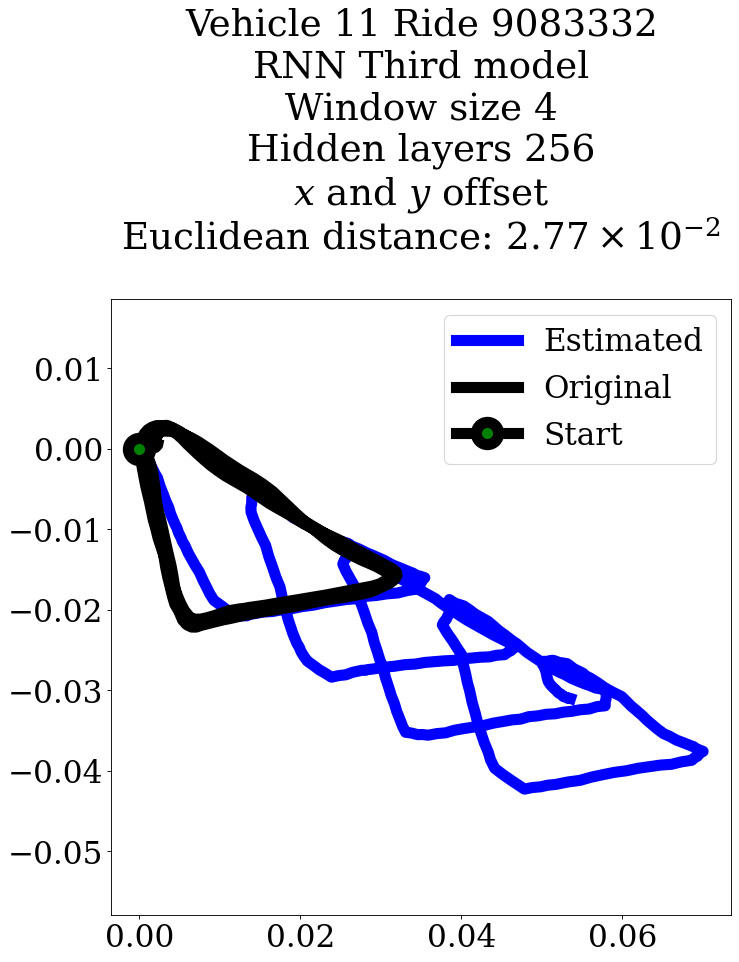 Vehicle 11 Ride 9083332
RNN Third model
Window size 4
Hidden layers 256
x and y offset
Euclidean distance: 2.77 × 10⁻²
Estimated
Original
Start
0.01
0.00
−0.01
−0.02
−0.03
−0.04
−0.05
0.00 0.02 0.04 0.06